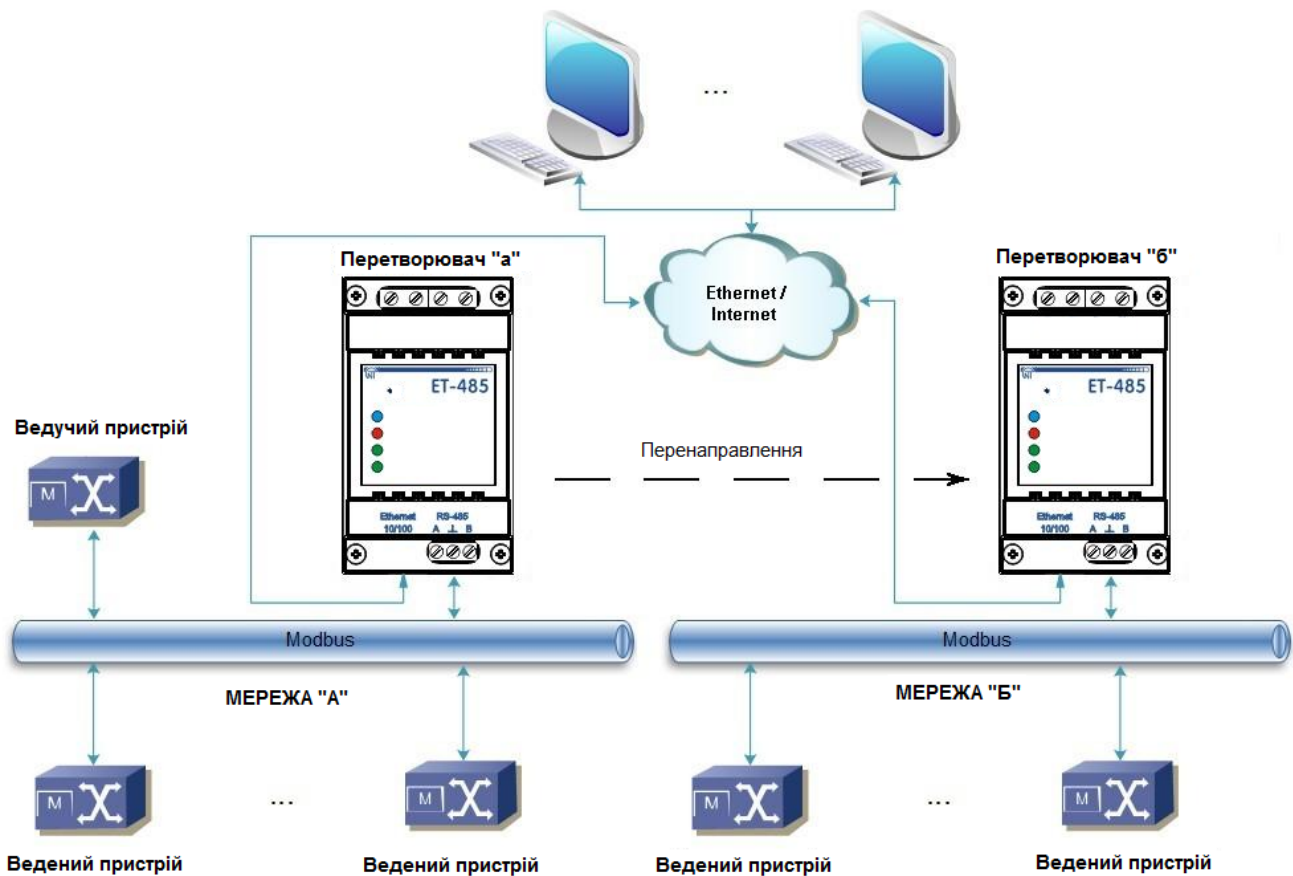 ...
Перетворювач "а"
Перетворювач "б"
Ethernet /
Internet
ET-485
ET-485
Ведучий пристрій
Перенаправлення
M
Ethernet
10/100
RS-485
A ⊥ B
Ethernet
10/100
RS-485
A ⊥ B
Modbus
Modbus
МЕРЕЖА "А"
МЕРЕЖА "Б"
M
...
M
M
...
M
Ведений пристрій
Ведений пристрій
Ведений пристрій
Ведений пристрій